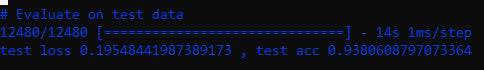 # Evaluate on test data
12480/12480 [==============================] - 14s 1ms/step
test loss 0.19548441987389173 , test acc 0.9380608797073364